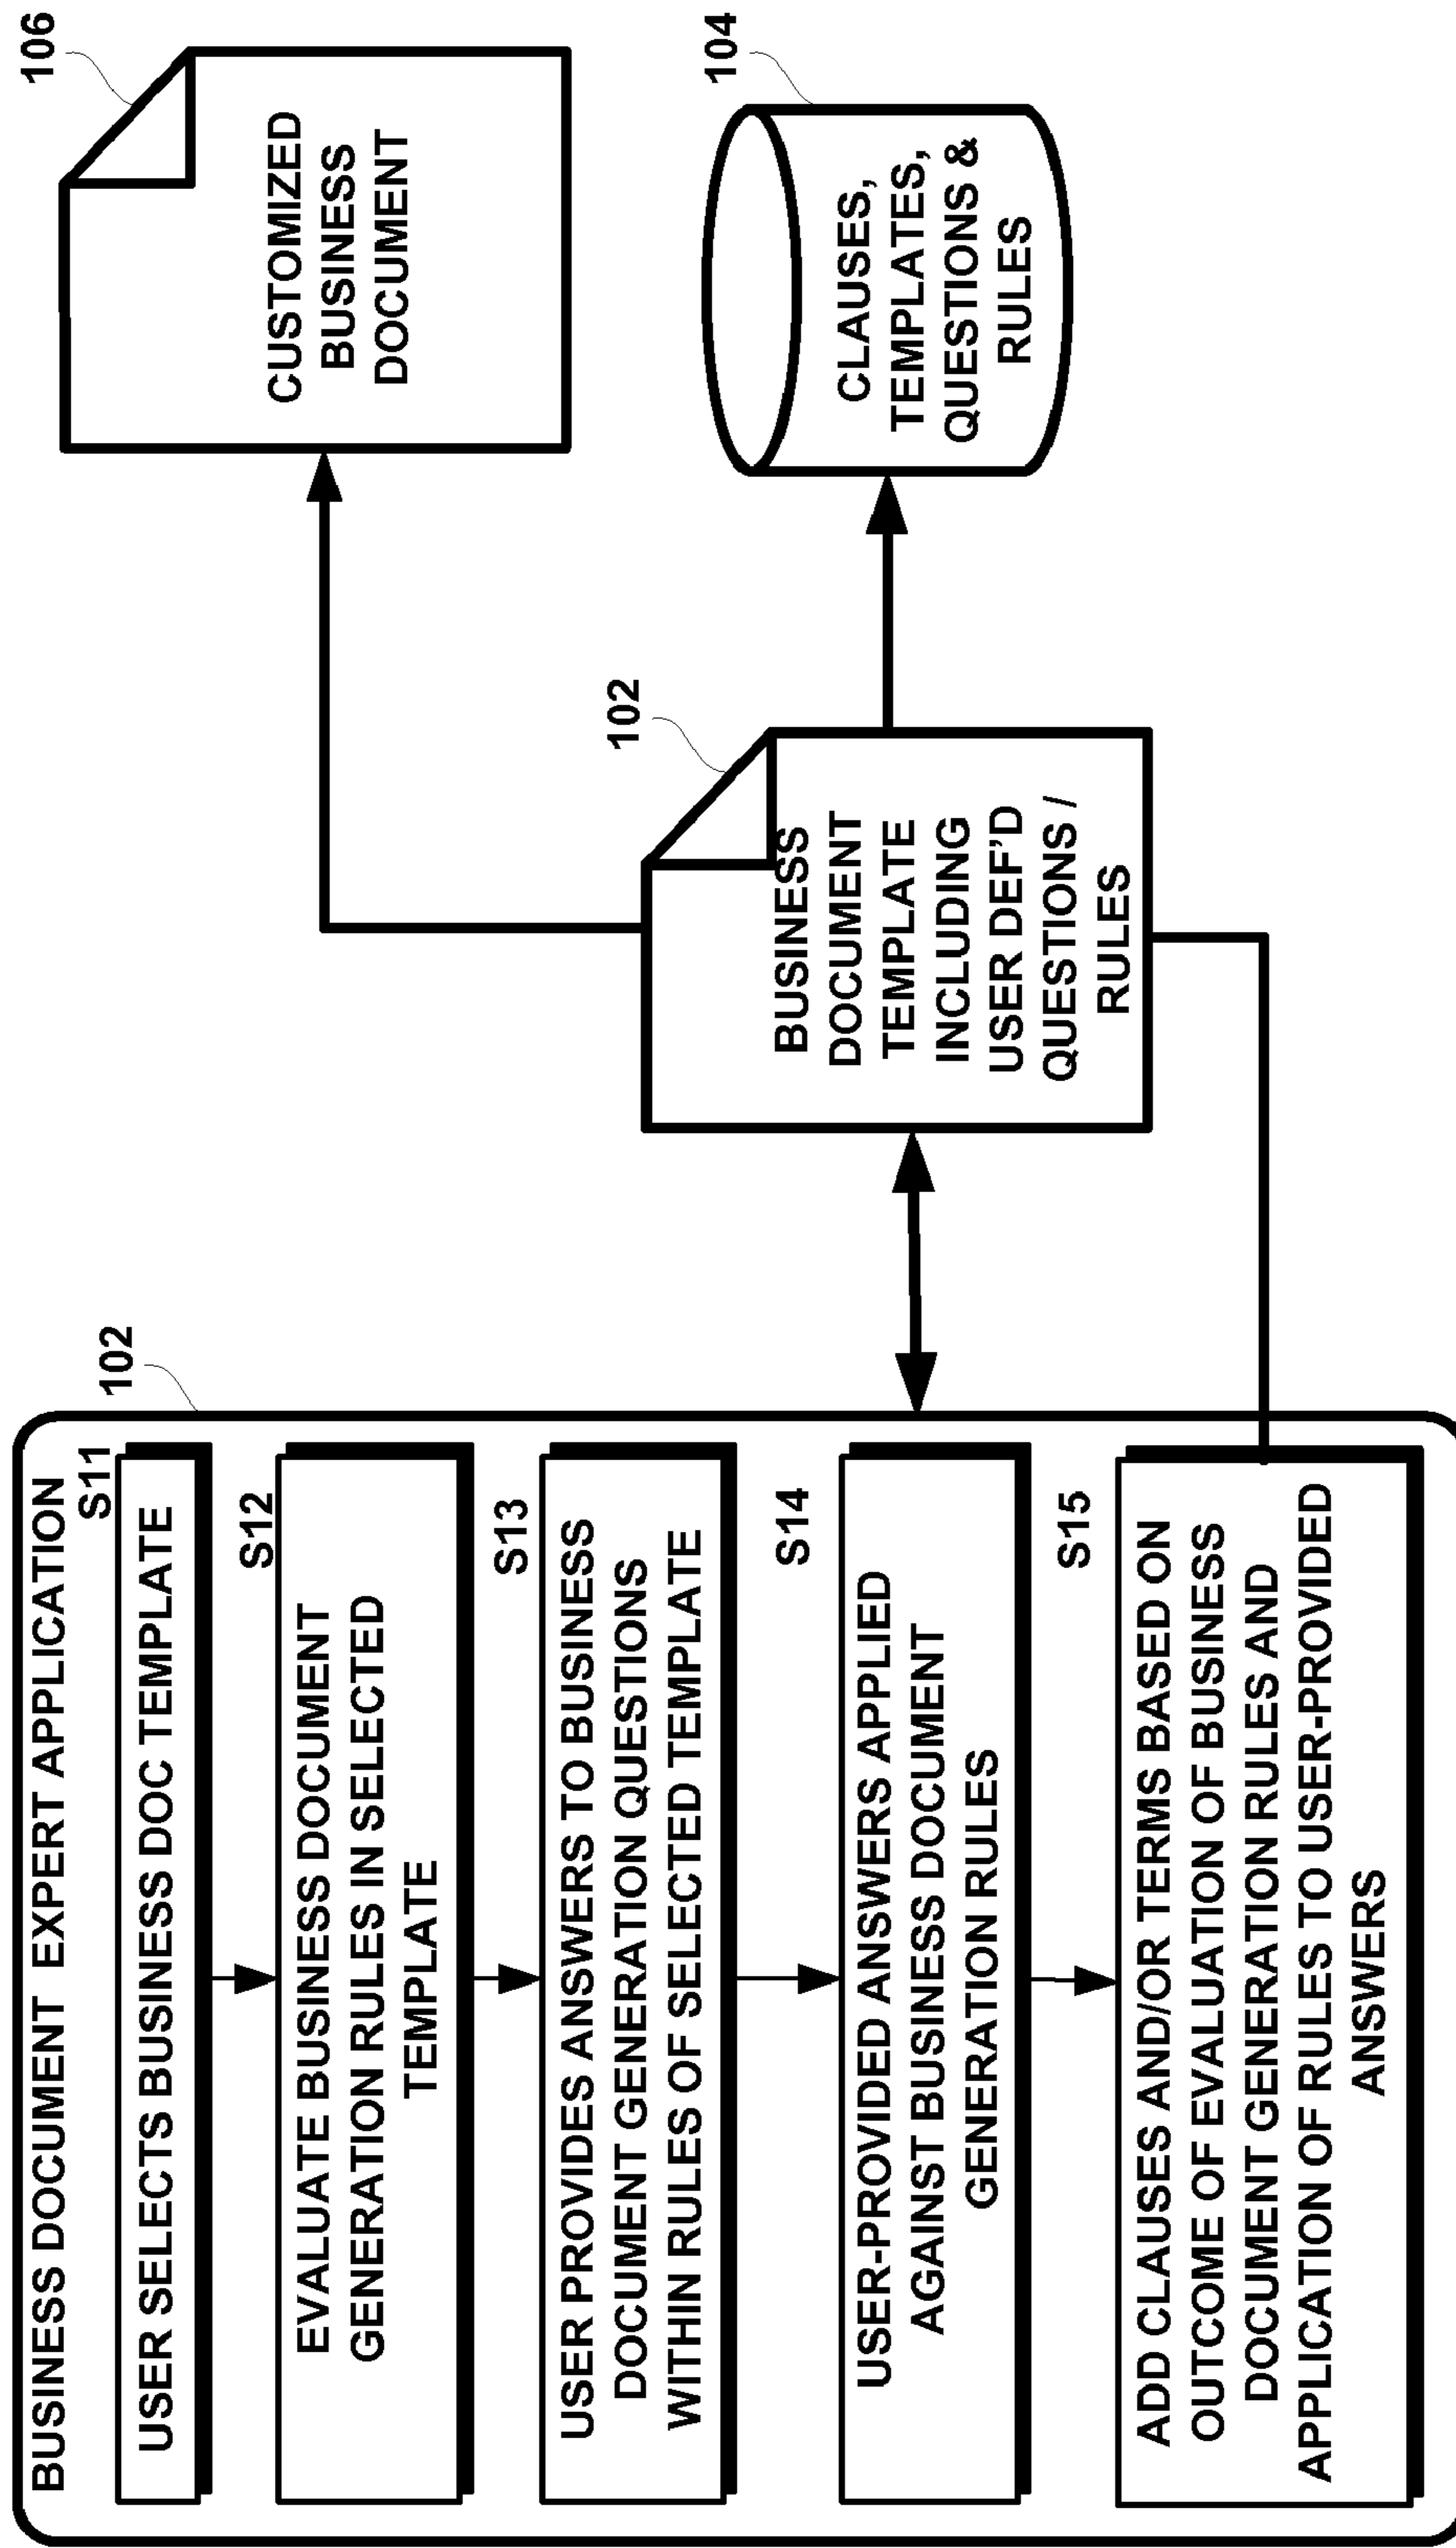 BUSINESS DOCUMENT EXPERT APPLICATION
S11
USER SELECTS BUSINESS DOC TEMPLATE
S12
EVALUATE BUSINESS DOCUMENT
GENERATION RULES IN SELECTED
TEMPLATE
S13
USER PROVIDES ANSWERS TO BUSINESS
DOCUMENT GENERATION QUESTIONS
WITHIN RULES OF SELECTED TEMPLATE
S14
USER-PROVIDED ANSWERS APPLIED
AGAINST BUSINESS DOCUMENT
GENERATION RULES
S15
ADD CLAUSES AND/OR TERMS BASED ON
OUTCOME OF EVALUATION OF BUSINESS
DOCUMENT GENERATION RULES AND
APPLICATION OF RULES TO USER-PROVIDED
ANSWERS
102
102
BUSINESS
DOCUMENT
TEMPLATE
INCLUDING
USER DEF'D
QUESTIONS /
RULES
106
CUSTOMIZED
BUSINESS
DOCUMENT
104
CLAUSES,
TEMPLATES,
QUESTIONS &
RULES